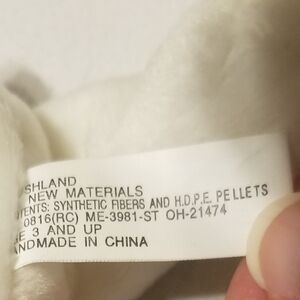 SHLAND
NEW MATERIALS
TENTS: SYNTHETIC FIBERS AND H.D.P.E. PELLETS
0816(RC) ME-3981-ST OH-21474
E 3 AND UP
ANDMADE IN CHINA